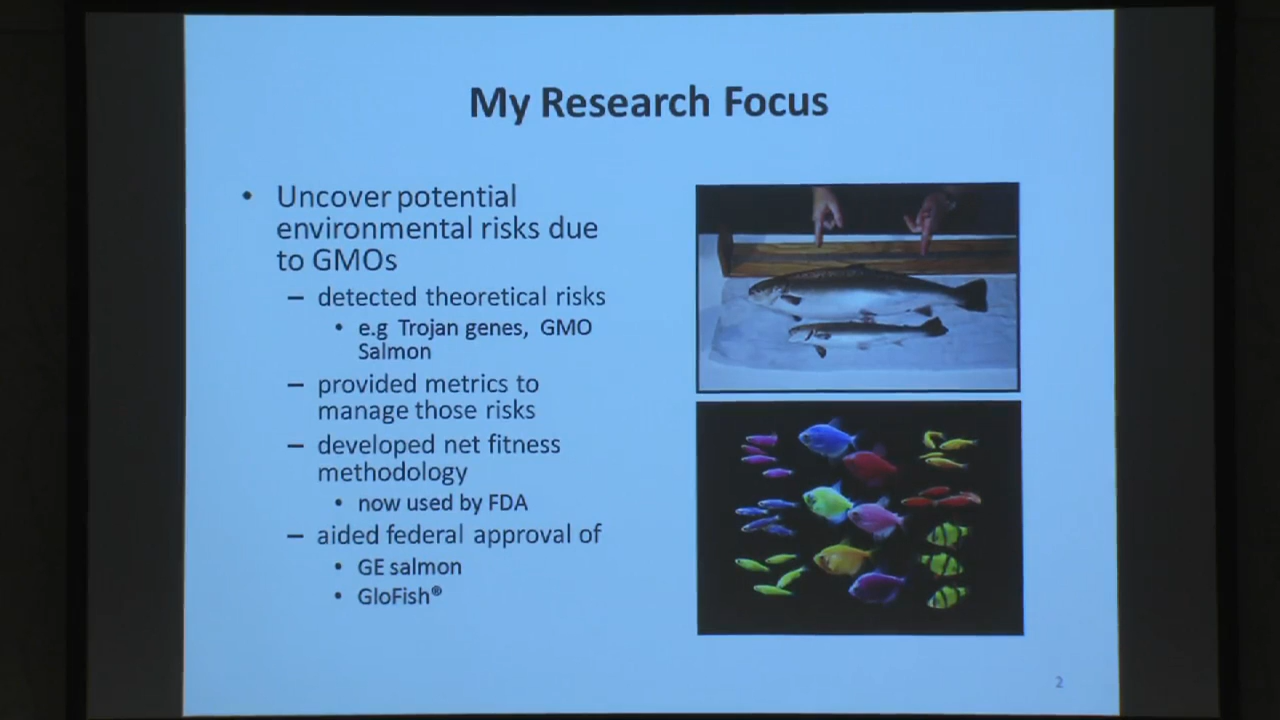 My Research Focus
• Uncover potential
environmental risks due
to GMOs
– detected theoretical risks
• e.g Trojan genes, GMO
Salmon
– provided metrics to
manage those risks
– developed net fitness
methodology
• now used by FDA
– aided federal approval of
• GE salmon
• GloFish®
2